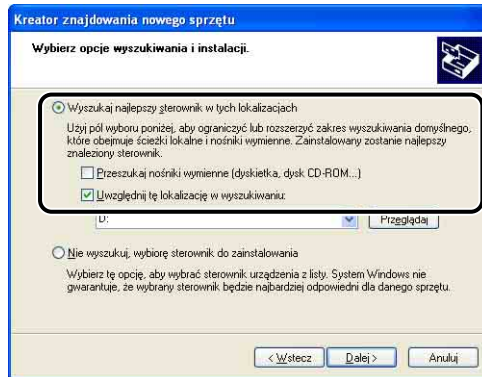 Kreator znajdowania nowego sprzętu
Wybierz opcje wyszukiwania i instalacji.
Wyszukaj najlepszy sterownik w tych lokalizacjach
Użyj pól wyboru poniżej, aby ograniczyć lub rozszerzyć zakres wyszukiwania domyślnego,
które obejmuje ścieżki lokalne i nośniki wymienne. Zainstalowany zostanie najlepszy
znaleziony sterownik.
Przeszukaj nośniki wymienne (dyskietka, dysk CD-ROM...)
Uwzględnij tę lokalizację w wyszukiwaniu:
D: Przeglądaj
Nie wyszukuj, wybiorę sterownik do zainstalowania
Wybierz tę opcję, aby wybrać sterownik urządzenia z listy. System Windows nie
gwarantuje, że wybrany sterownik będzie najbardziej odpowiedni dla danego sprzętu.
< Wstecz Dalej > Anuluj